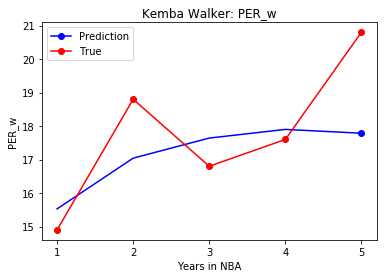 Kemba Walker: PER_w
Prediction
True
21
20
19
18
17
16
15
PER_w
1 2 3 4 5
Years in NBA